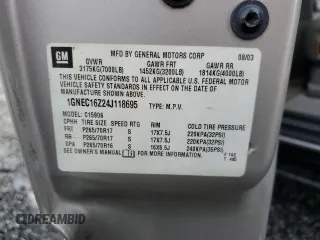 GM
MFD BY GENERAL MOTORS CORP 08/03
GVWR GAWR FRT GAWR RR
3175KG(7000LB) 1452KG(3200LB) 1814KG(4000LB)
THIS VEHICLE CONFORMS TO ALL APPLICABLE U.S. FEDERAL MOTOR
VEHICLE SAFETY STANDARDS IN EFFECT ON THE DATE OF
MANUFACTURE SHOWN ABOVE.
1GNEC16Z24J118695 TYPE: M.P.V.
MODEL: C15906
TIRE SIZE SPEED RTG RIM COLD TIRE PRESSURE
FRT P265/70R17 S 17X7.5J 220KPA(32PSI)
RR P265/70R17 S 17X7.5J 220KPA(32PSI)
SPA P265/70R16 S 16X6.5J 240KPA(35PSI)
SEE OWNER'S MANUAL FOR ADDITIONAL INFORMATION.
DREAMBID